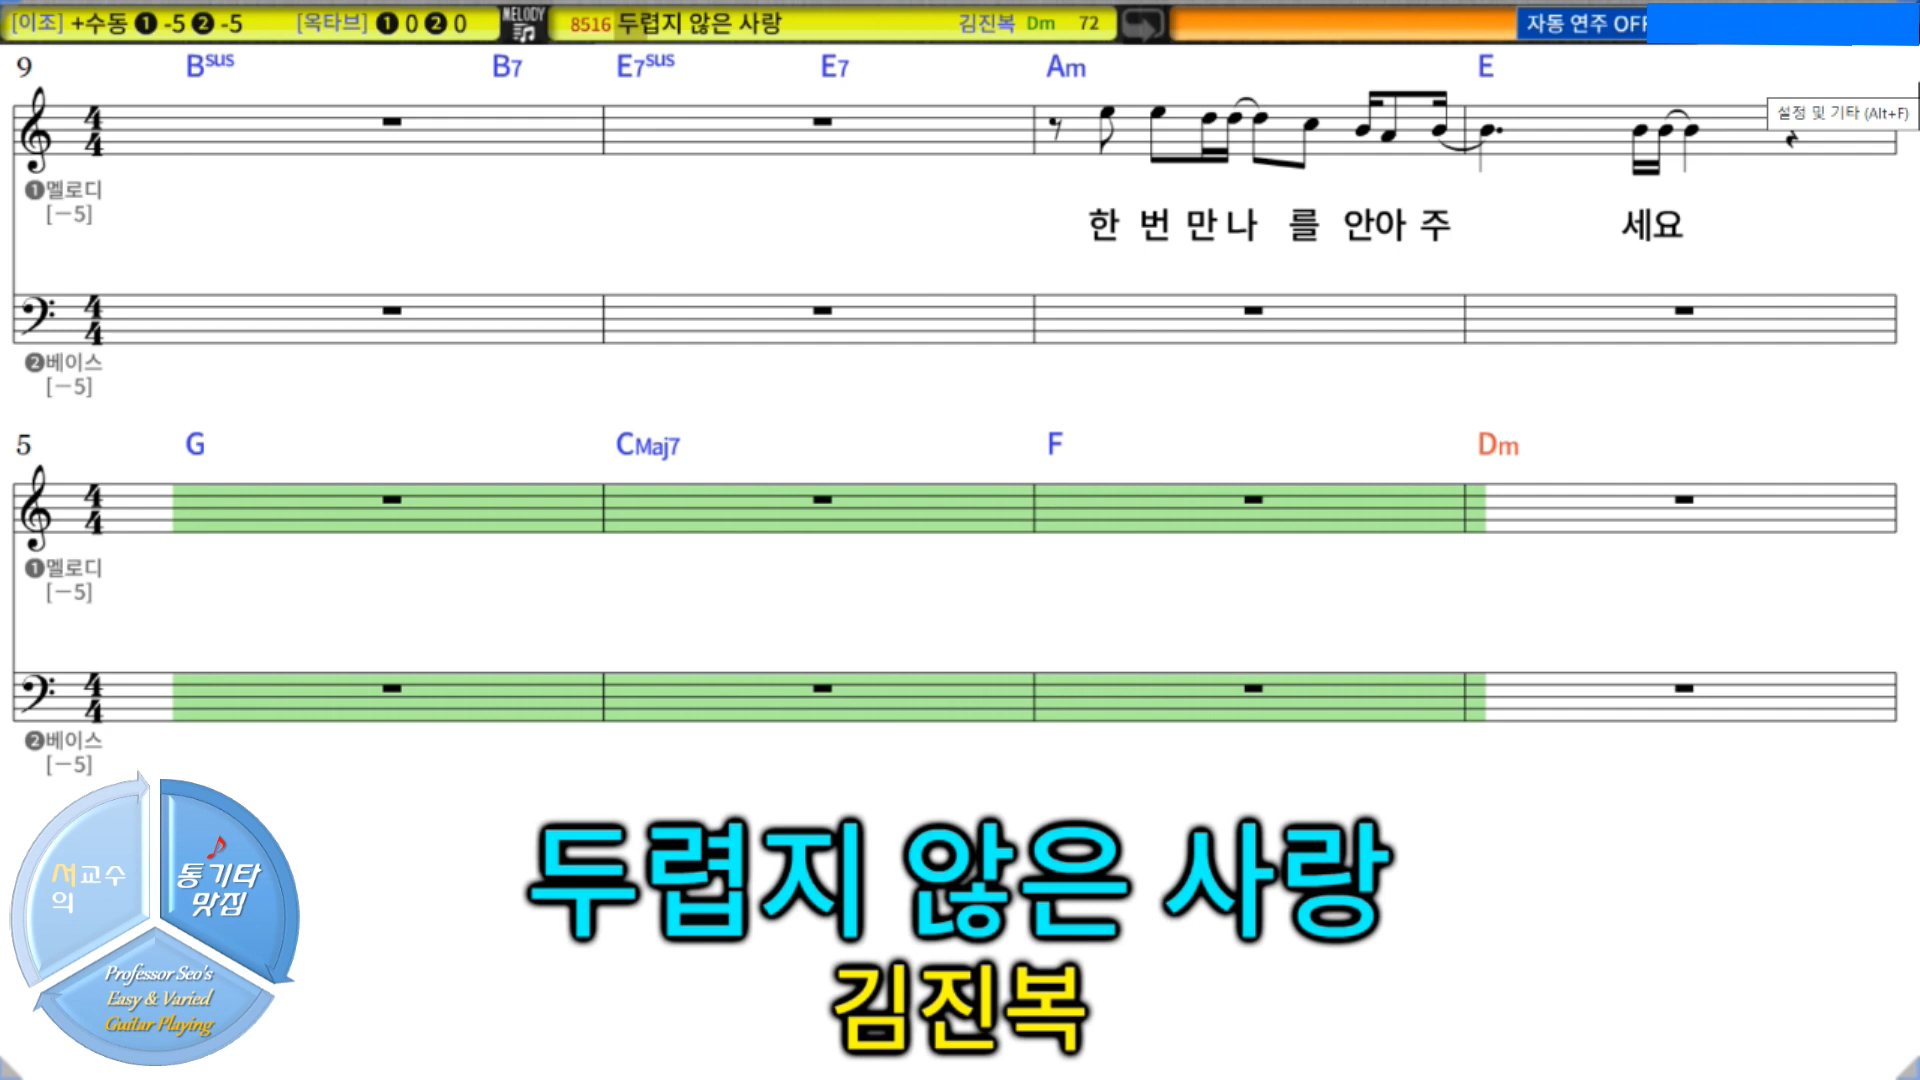 [이조] +수동 ❶ -5 ❷ -5 [옥타브] ❶ 0 ❷ 0 MELODY 8516 두렵지 않은 사랑 김진복 Dm 72 자동 연주 OFF
9 Bsus B7 E7sus E7 Am E
설정 및 기타 (Alt+F)
❶멜로디
[-5]
한 번 만 나 를 안아 주 세요
❷베이스
[-5]
5 G CMaj7 F Dm
❶멜로디
[-5]
❷베이스
[-5]
서교수의
통기타
맛집
Professor Seo's
Easy & Varied
Guitar Playing
두렵지 않은 사랑
김진복